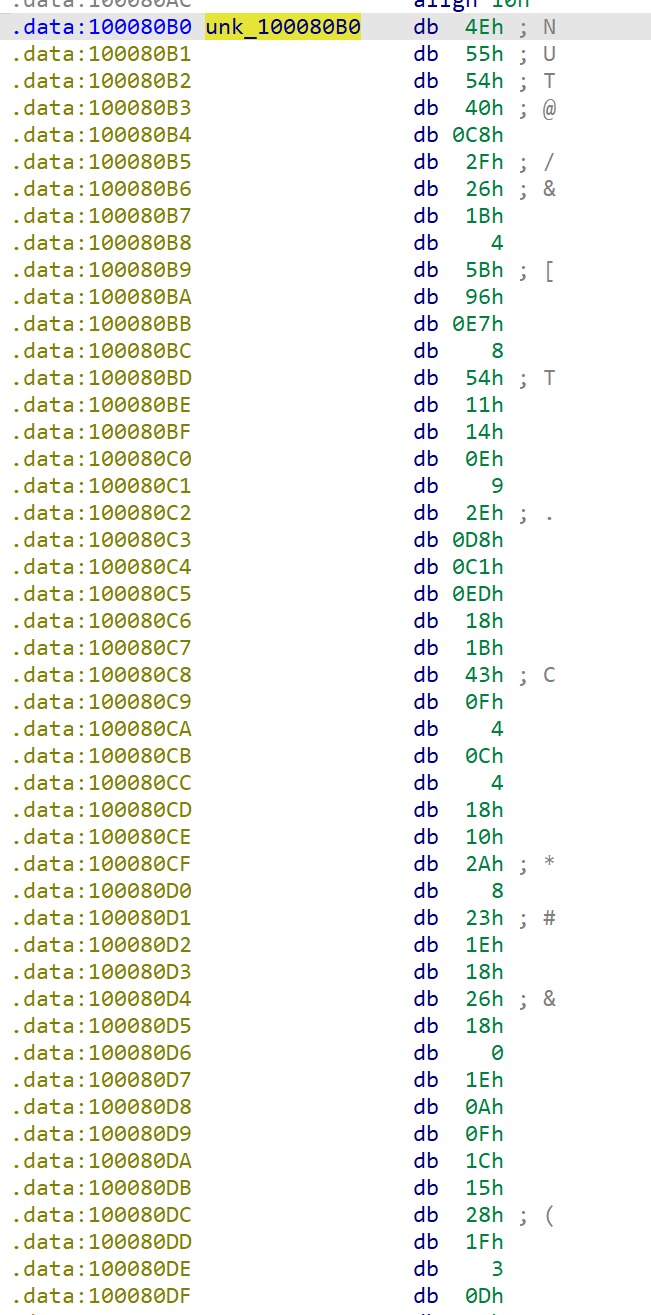 .data:100080AC align 10h
.data:100080B0 unk_100080B0 db 4Eh ; N
.data:100080B1 db 55h ; U
.data:100080B2 db 54h ; T
.data:100080B3 db 40h ; @
.data:100080B4 db 0C8h
.data:100080B5 db 2Fh ; /
.data:100080B6 db 26h ; &
.data:100080B7 db 1Bh
.data:100080B8 db 4
.data:100080B9 db 5Bh ; [
.data:100080BA db 96h
.data:100080BB db 0E7h
.data:100080BC db 8
.data:100080BD db 54h ; T
.data:100080BE db 11h
.data:100080BF db 14h
.data:100080C0 db 0Eh
.data:100080C1 db 9
.data:100080C2 db 2Eh ; .
.data:100080C3 db 0D8h
.data:100080C4 db 0C1h
.data:100080C5 db 0EDh
.data:100080C6 db 18h
.data:100080C7 db 1Bh
.data:100080C8 db 43h ; C
.data:100080C9 db 0Fh
.data:100080CA db 4
.data:100080CB db 0Ch
.data:100080CC db 4
.data:100080CD db 18h
.data:100080CE db 10h
.data:100080CF db 2Ah ; *
.data:100080D0 db 8
.data:100080D1 db 23h ; #
.data:100080D2 db 1Eh
.data:100080D3 db 18h
.data:100080D4 db 26h ; &
.data:100080D5 db 18h
.data:100080D6 db 0
.data:100080D7 db 1Eh
.data:100080D8 db 0Ah
.data:100080D9 db 0Fh
.data:100080DA db 1Ch
.data:100080DB db 15h
.data:100080DC db 28h ; (
.data:100080DD db 1Fh
.data:100080DE db 3
.data:100080DF db 0Dh